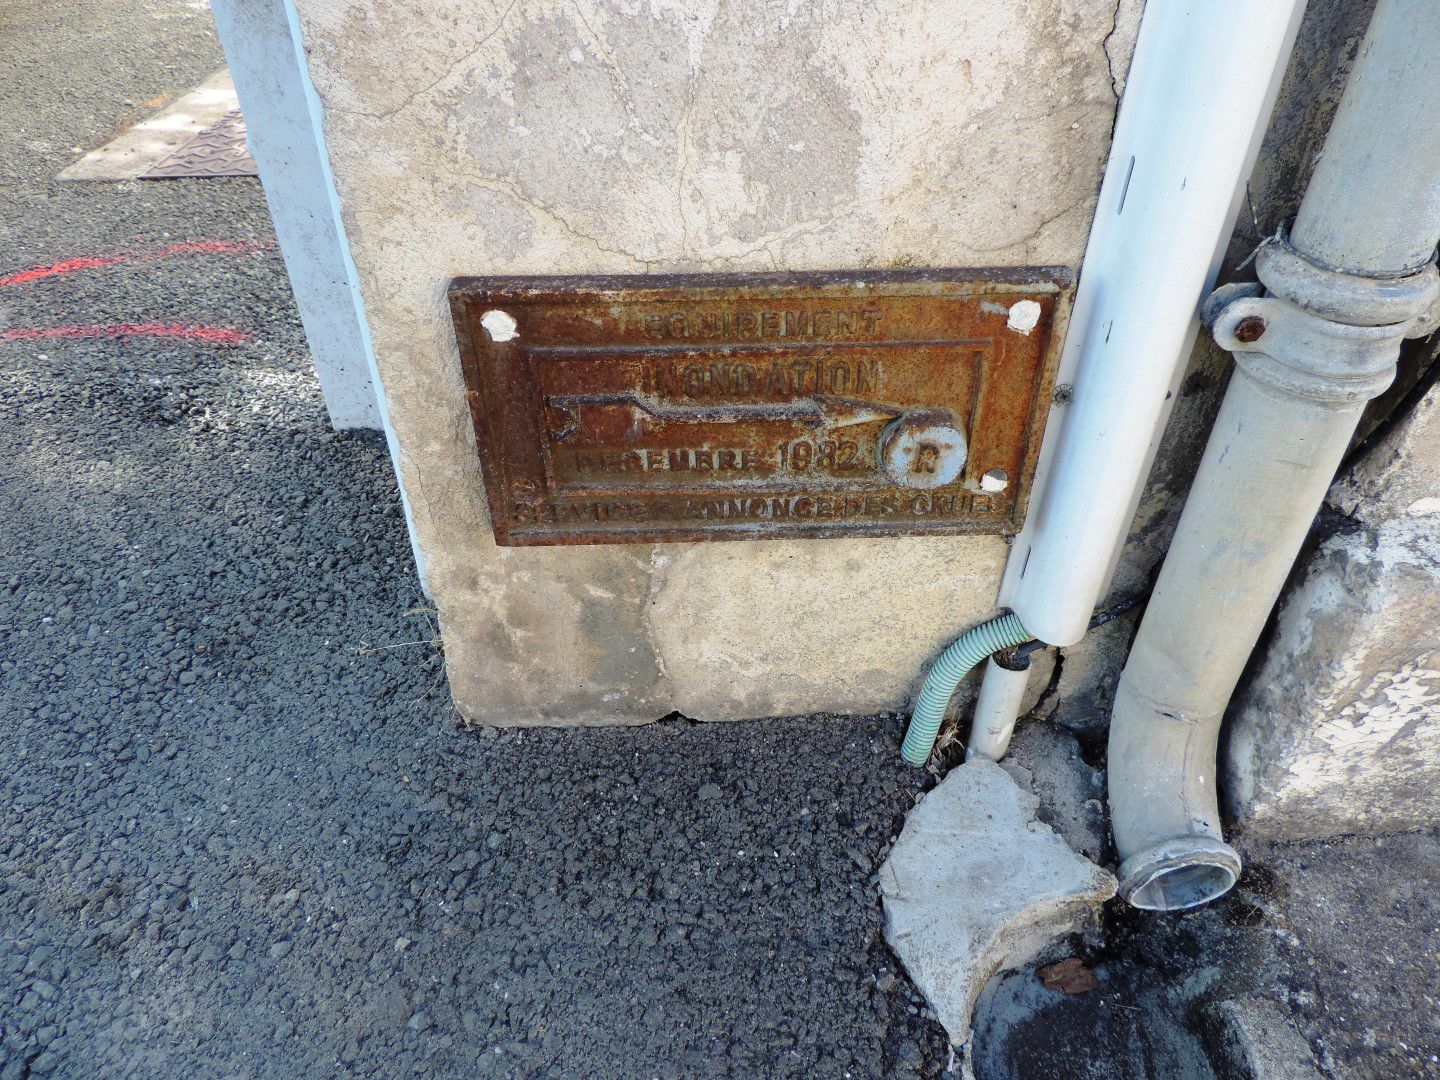 EQUIPEMENT
INONDATION
DECEMBRE 1982
R
SERVICE ANNONCE DES CRUES